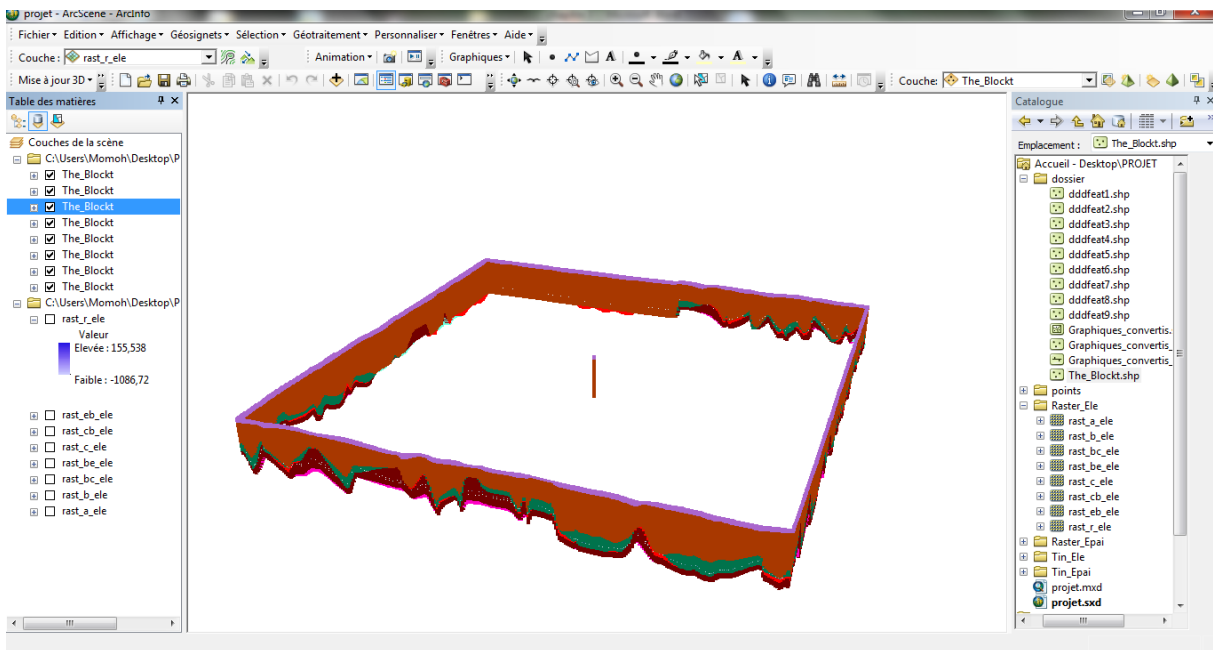 projet - ArcScene - ArcInfo
Fichier Edition Affichage Géosignets Sélection Géotraitement Personnaliser Fenêtres Aide
Couche : rast_r_ele Animation Graphiques A A
Mise à jour 3D Couche: The_Blockt
Table des matières
Couches de la scène
C:\Users\Momoh\Desktop\P
The_Blockt
The_Blockt
The_Blockt
The_Blockt
The_Blockt
The_Blockt
The_Blockt
The_Blockt
C:\Users\Momoh\Desktop\P
rast_r_ele
Valeur
Elevée : 155,538
Faible : -1086,72
rast_eb_ele
rast_cb_ele
rast_c_ele
rast_be_ele
rast_bc_ele
rast_b_ele
rast_a_ele
Catalogue
Emplacement : The_Blockt.shp
Accueil - Desktop\PROJET
dossier
dddfeat1.shp
dddfeat2.shp
dddfeat3.shp
dddfeat4.shp
dddfeat5.shp
dddfeat6.shp
dddfeat7.shp
dddfeat8.shp
dddfeat9.shp
Graphiques_convertis.
Graphiques_convertis_
Graphiques_convertis_
The_Blockt.shp
points
Raster_Ele
rast_a_ele
rast_b_ele
rast_bc_ele
rast_be_ele
rast_c_ele
rast_cb_ele
rast_eb_ele
rast_r_ele
Raster_Epai
Tin_Ele
Tin_Epai
projet.mxd
projet.sxd